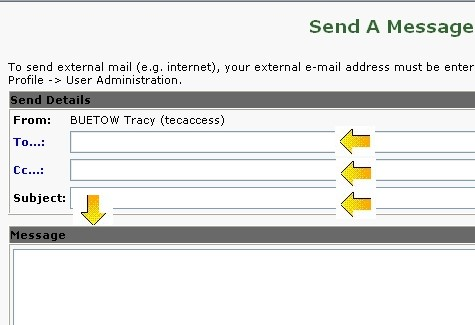 Send A Message
To send external mail (e.g. internet), your external e-mail address must be enter
Profile -> User Administration.
Send Details
From: BUETOW Tracy (tecaccess)
To...:
Cc...:
Subject:
Message